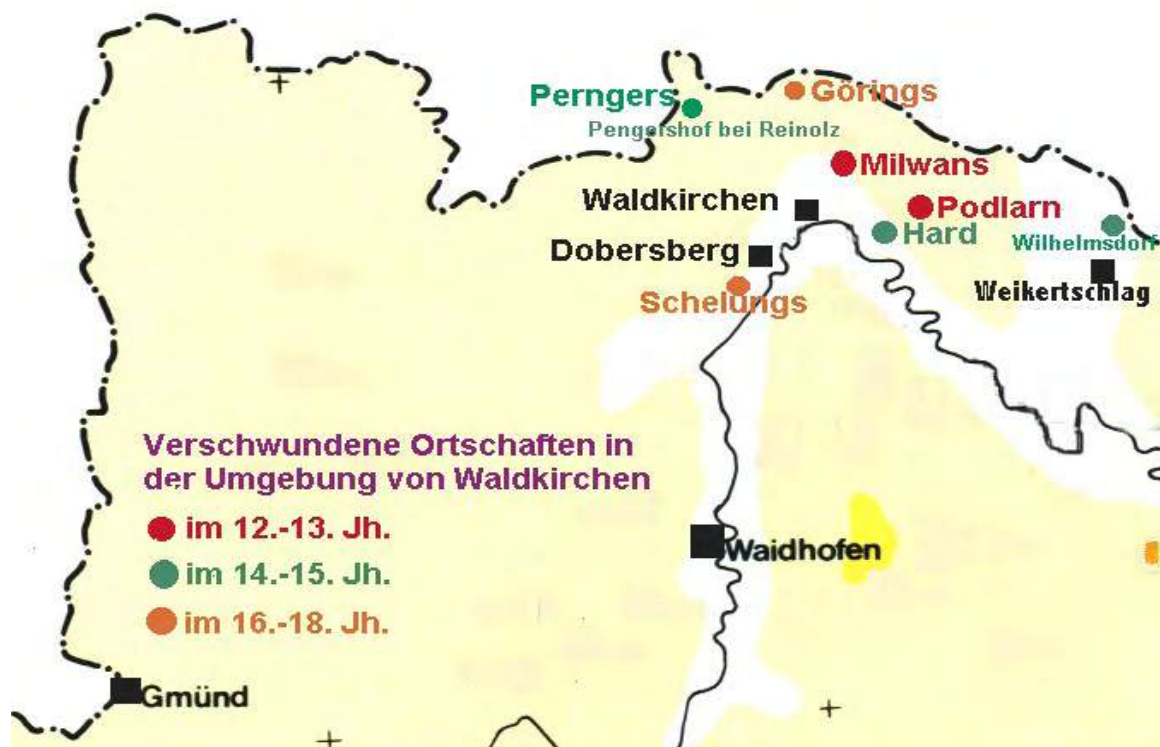 Perngers
Görings
Pengershof bei Reinolz
Milwans
Waldkirchen
Podlarn
Hard
Wilhelmsdorf
Dobersberg
Weikertschlag
Schelungs
Verschwundene Ortschaften in
der Umgebung von Waldkirchen
im 12.-13. Jh.
im 14.-15. Jh.
im 16.-18. Jh.
Waidhofen
Gmünd